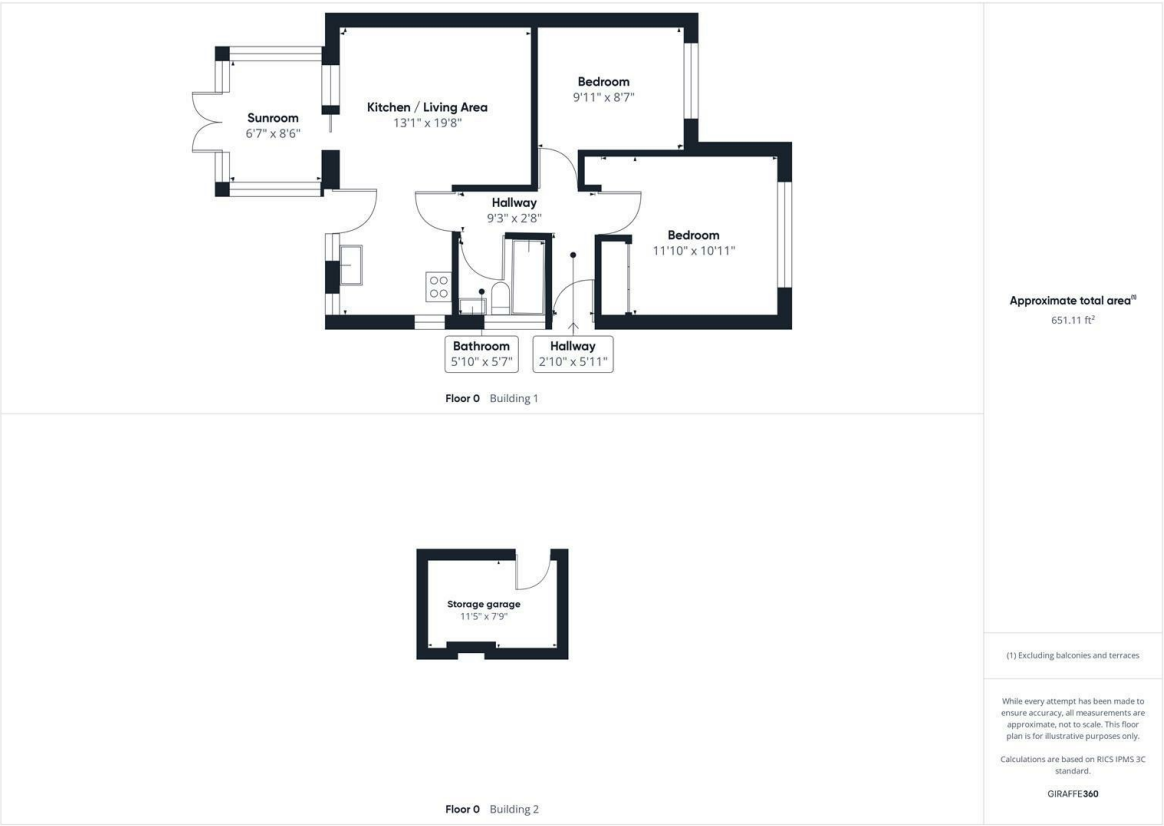 Sunroom
6'7" x 8'6"
Kitchen / Living Area
13'1" x 19'8"
Bedroom
9'11" x 8'7"
Hallway
9'3" x 2'8"
Bedroom
11'10" x 10'11"
Bathroom
5'10" x 5'7"
Hallway
2'10" x 5'11"
Floor 0 Building 1
Storage garage
11'5" x 7'9"
Floor 0 Building 2
Approximate total area(1)
651.11 ft²
(1) Excluding balconies and terraces
While every attempt has been made to
ensure accuracy, all measurements are
approximate, not to scale. This floor
plan is for illustrative purposes only.
Calculations are based on RICS IPMS 3C
standard.
GIRAFFE360